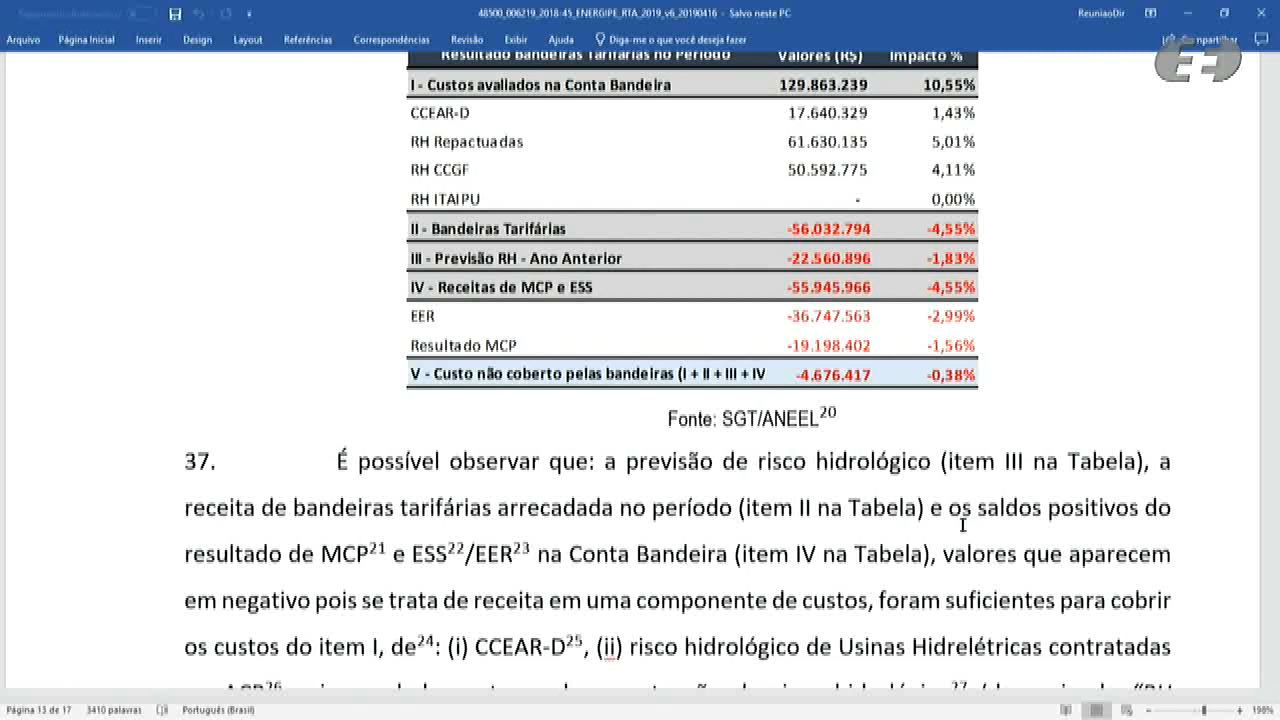 48500_006219_2018-45_ENERGIPE_RTA_2019_v6_20190416 - Salvo neste PC
ReuniaoDir
Arquivo Página Inicial Inserir Design Layout Referências Correspondências Revisão Exibir Ajuda Diga-me o que você deseja fazer Compartilhar
Resultado Bandeiras Tarifárias no Período Valores (R$) Impacto %
I - Custos avaliados na Conta Bandeira 129.863.239 10,55%
CCEAR-D 17.640.329 1,43%
RH Repactuadas 61.630.135 5,01%
RH CCGF 50.592.775 4,11%
RH ITAIPU - 0,00%
II - Bandeiras Tarifárias -56.032.794 -4,55%
III - Previsão RH - Ano Anterior -22.560.896 -1,83%
IV - Receitas de MCP e ESS -55.945.966 -4,55%
EER -36.747.563 -2,99%
Resultado MCP -19.198.402 -1,56%
V - Custo não coberto pelas bandeiras (I + II + III + IV -4.676.417 -0,38%
Fonte: SGT/ANEEL20
37. É possível observar que: a previsão de risco hidrológico (item III na Tabela), a
receita de bandeiras tarifárias arrecadada no período (item II na Tabela) e os saldos positivos do
resultado de MCP21 e ESS22/EER23 na Conta Bandeira (item IV na Tabela), valores que aparecem
em negativo pois se trata de receita em uma componente de custos, foram suficientes para cobrir
os custos do item I, de24: (i) CCEAR-D25, (ii) risco hidrológico de Usinas Hidrelétricas contratadas
Página 13 de 17 3410 palavras Português (Brasil) 198%